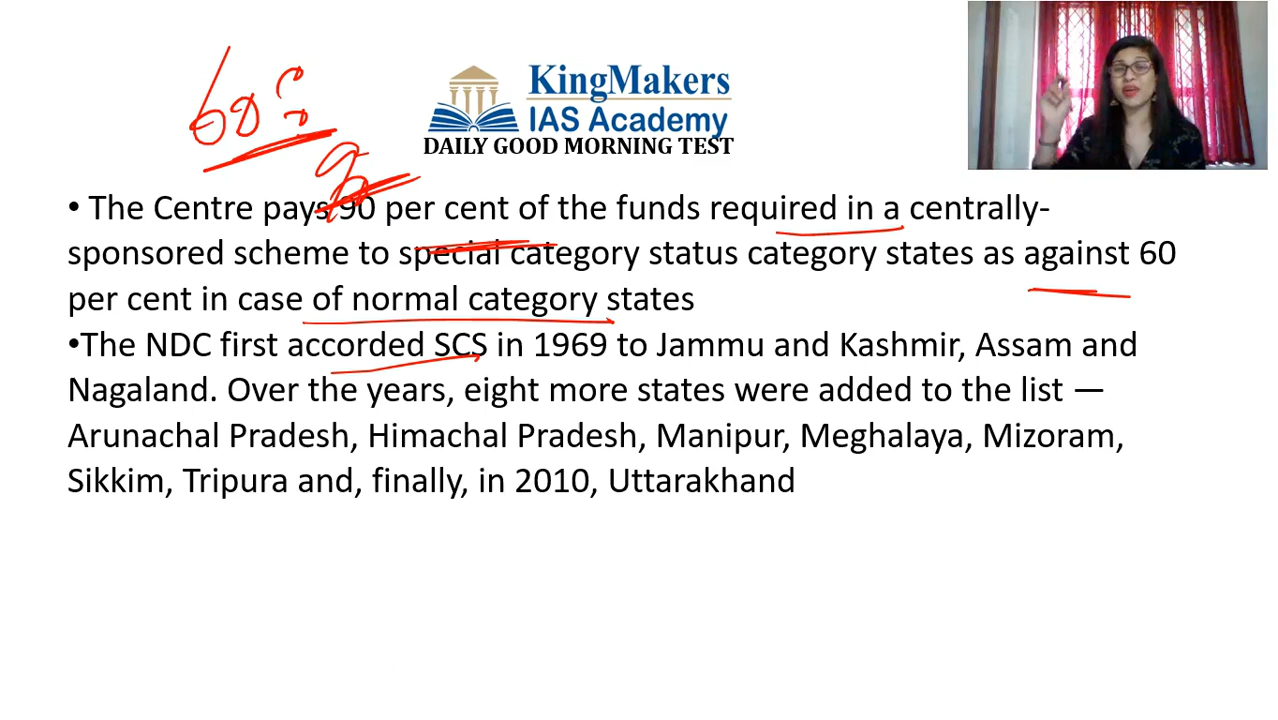 60%
90
KingMakers
IAS Academy
DAILY GOOD MORNING TEST
• The Centre pays 90 per cent of the funds required in a centrally-
sponsored scheme to special category status category states as against 60
per cent in case of normal category states
•The NDC first accorded SCS in 1969 to Jammu and Kashmir, Assam and
Nagaland. Over the years, eight more states were added to the list —
Arunachal Pradesh, Himachal Pradesh, Manipur, Meghalaya, Mizoram,
Sikkim, Tripura and, finally, in 2010, Uttarakhand